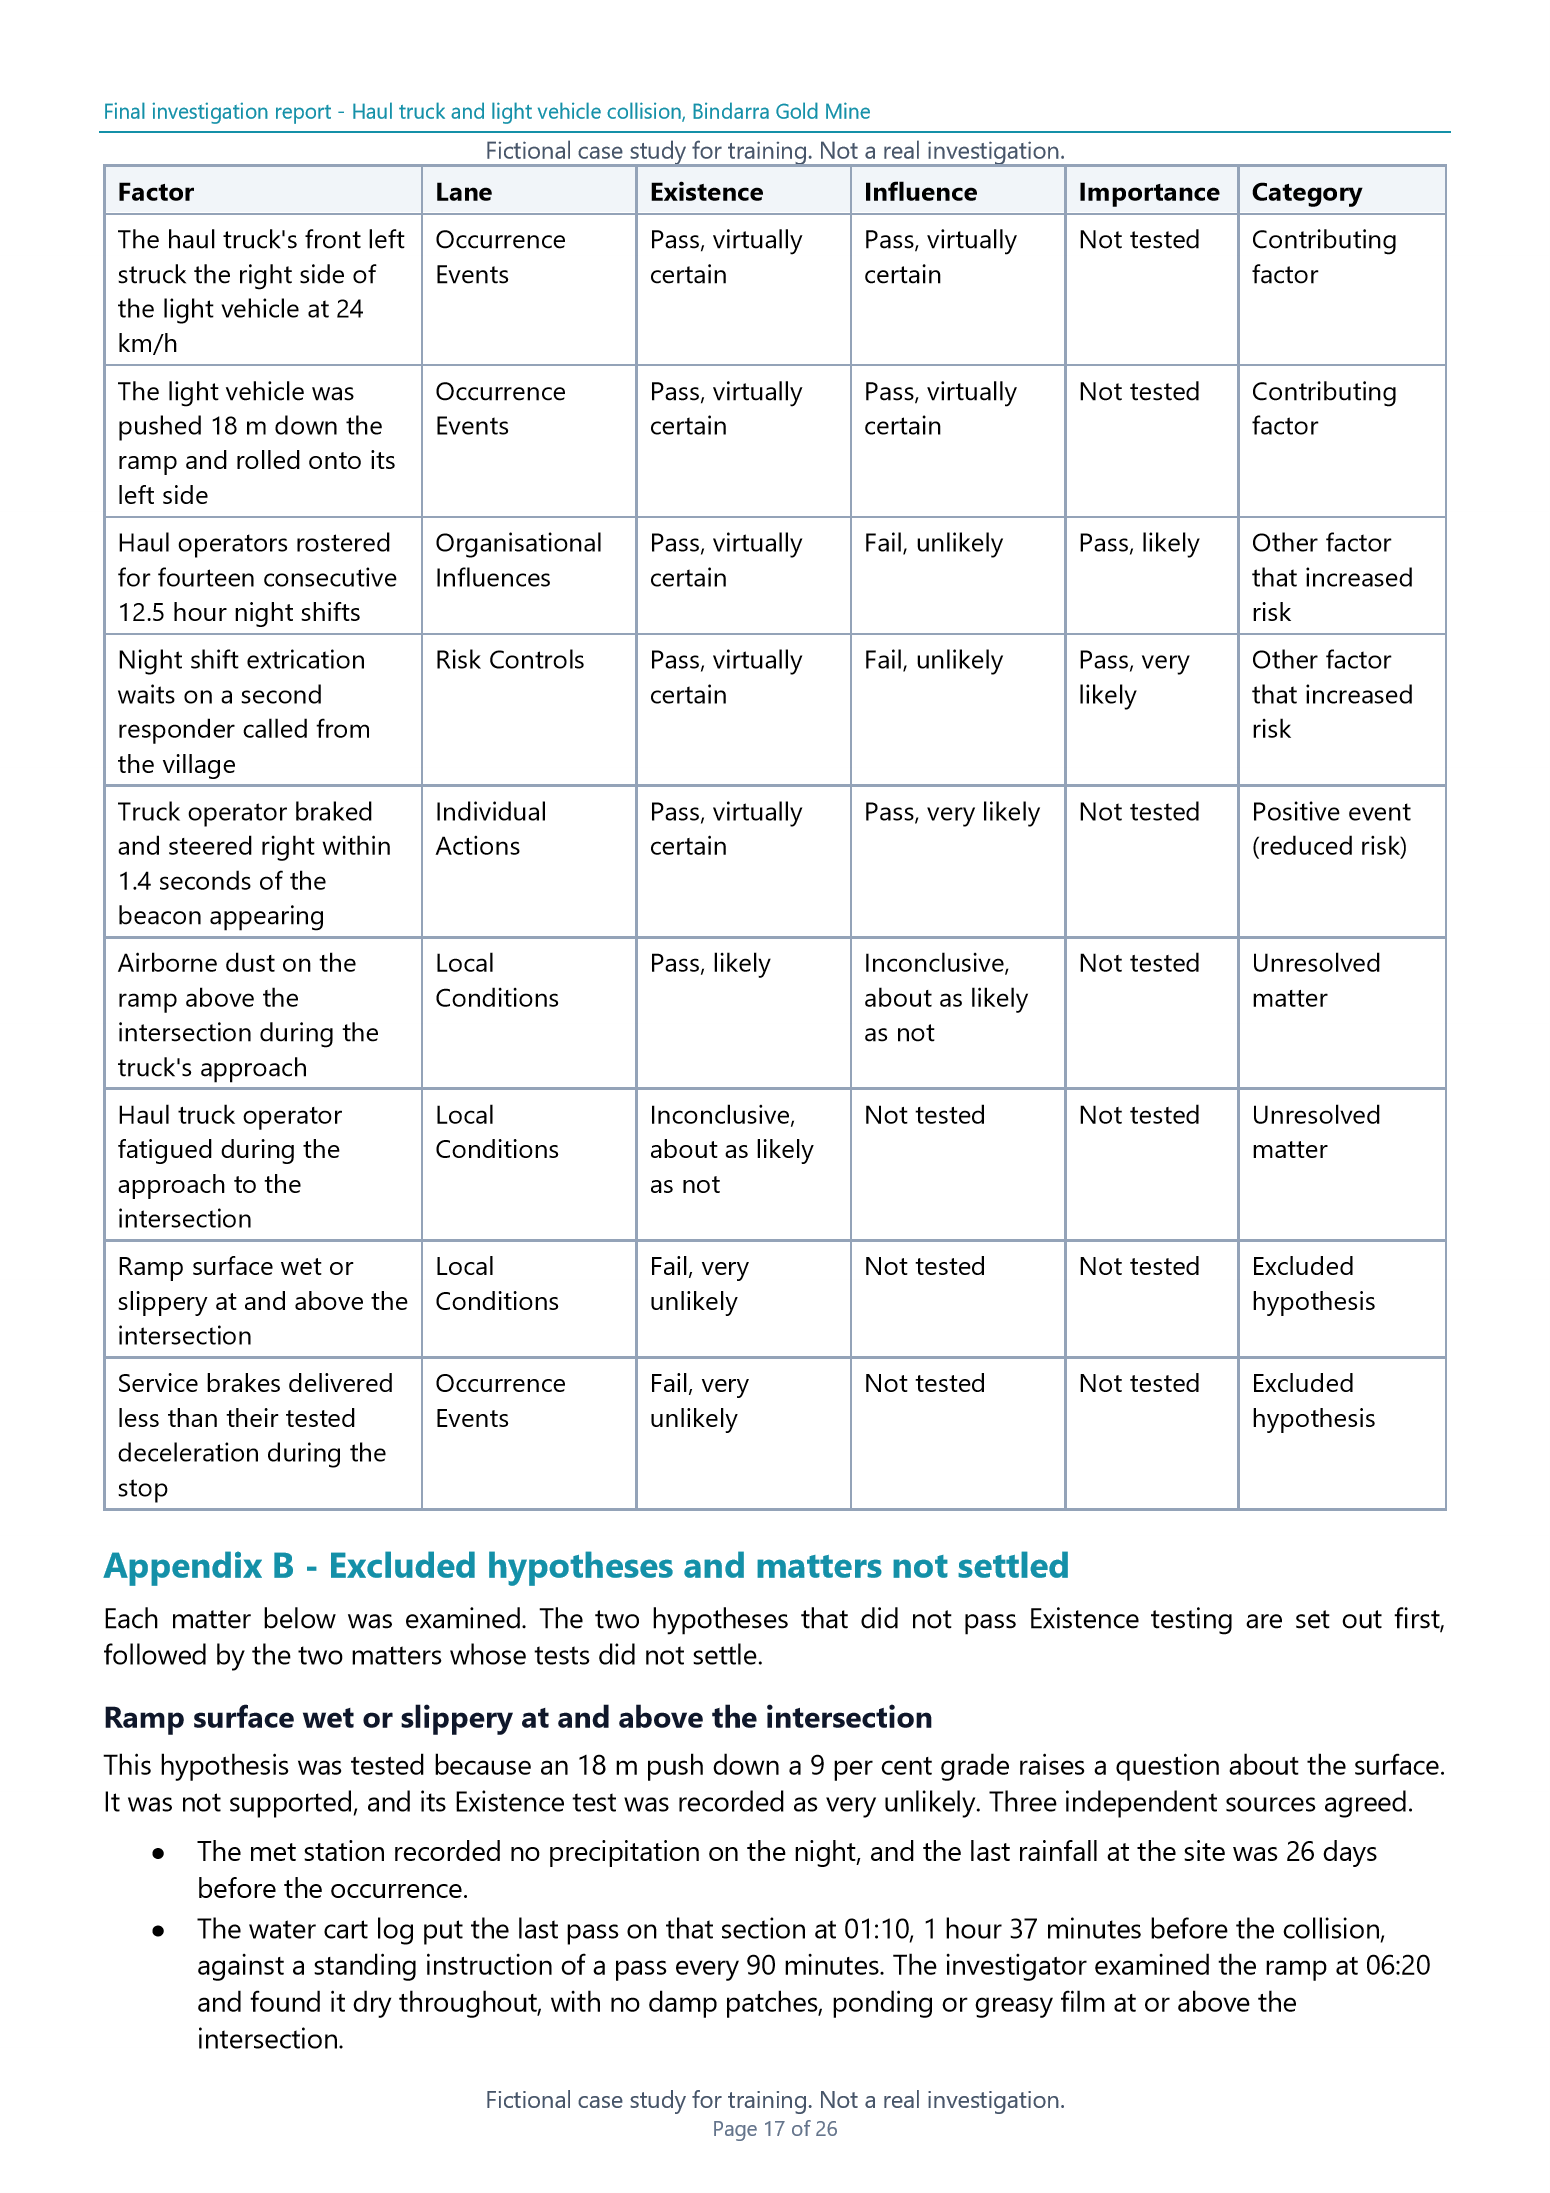 Final investigation report - Haul truck and light vehicle collision, Bindarra Gold Mine
Fictional case study for training. Not a real investigation.
Factor Lane Existence Influence Importance Category
The haul truck's front left Occurrence Pass, virtually Pass, virtually Not tested Contributing
struck the right side of Events certain certain factor
the light vehicle at 24
km/h
The light vehicle was Occurrence Pass, virtually Pass, virtually Not tested Contributing
pushed 18 m down the Events certain certain factor
ramp and rolled onto its
left side
Haul operators rostered Organisational Pass, virtually Fail, unlikely Pass, likely Other factor
for fourteen consecutive Influences certain that increased
12.5 hour night shifts risk
Night shift extrication Risk Controls Pass, virtually Fail, unlikely Pass, very Other factor
waits on a second certain likely that increased
responder called from risk
the village
Truck operator braked Individual Pass, virtually Pass, very likely Not tested Positive event
and steered right within Actions certain (reduced risk)
1.4 seconds of the
beacon appearing
Airborne dust on the Local Pass, likely Inconclusive, Not tested Unresolved
ramp above the Conditions about as likely matter
intersection during the as not
truck's approach
Haul truck operator Local Inconclusive, Not tested Not tested Unresolved
fatigued during the Conditions about as likely matter
approach to the as not
intersection
Ramp surface wet or Local Fail, very Not tested Not tested Excluded
slippery at and above the Conditions unlikely hypothesis
intersection
Service brakes delivered Occurrence Fail, very Not tested Not tested Excluded
less than their tested Events unlikely hypothesis
deceleration during the
stop
Appendix B - Excluded hypotheses and matters not settled
Each matter below was examined. The two hypotheses that did not pass Existence testing are set out first,
followed by the two matters whose tests did not settle.
Ramp surface wet or slippery at and above the intersection
This hypothesis was tested because an 18 m push down a 9 per cent grade raises a question about the surface.
It was not supported, and its Existence test was recorded as very unlikely. Three independent sources agreed.
● The met station recorded no precipitation on the night, and the last rainfall at the site was 26 days
before the occurrence.
● The water cart log put the last pass on that section at 01:10, 1 hour 37 minutes before the collision,
against a standing instruction of a pass every 90 minutes. The investigator examined the ramp at 06:20
and found it dry throughout, with no damp patches, ponding or greasy film at or above the
intersection.
Fictional case study for training. Not a real investigation.
Page 17 of 26